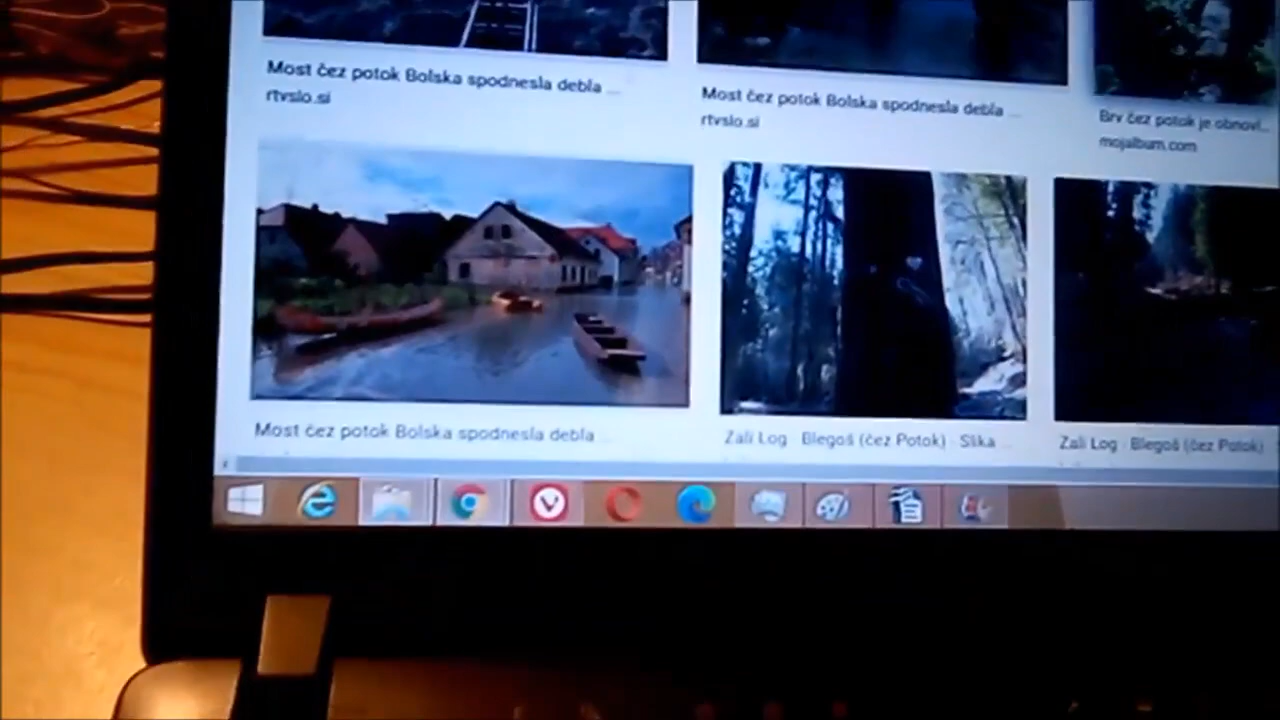 Most čez potok Bolska spodnesla debla ...
rtvslo.si
Most čez potok Bolska spodnesla debla ...
rtvslo.si
Brv čez potok je obnovl...
mojalbum.com
Most čez potok Bolska spodnesla debla ...
Zali Log · Blegoš (čez Potok) · Slika ...
Zali Log · Blegoš (čez Potok)